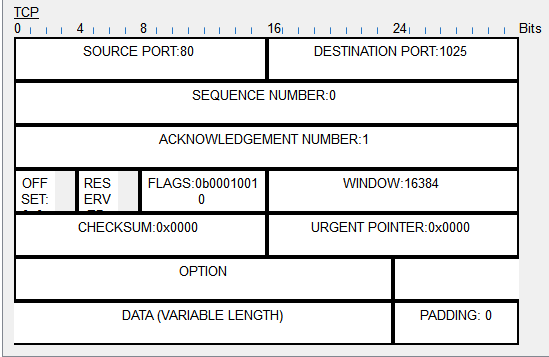 TCP
0 4 8 16 24 Bits
SOURCE PORT:80 DESTINATION PORT:1025
SEQUENCE NUMBER:0
ACKNOWLEDGEMENT NUMBER:1
OFF RES FLAGS:0b0001001 WINDOW:16384
SET: ERV 0
CHECKSUM:0x0000 URGENT POINTER:0x0000
OPTION
DATA (VARIABLE LENGTH) PADDING: 0